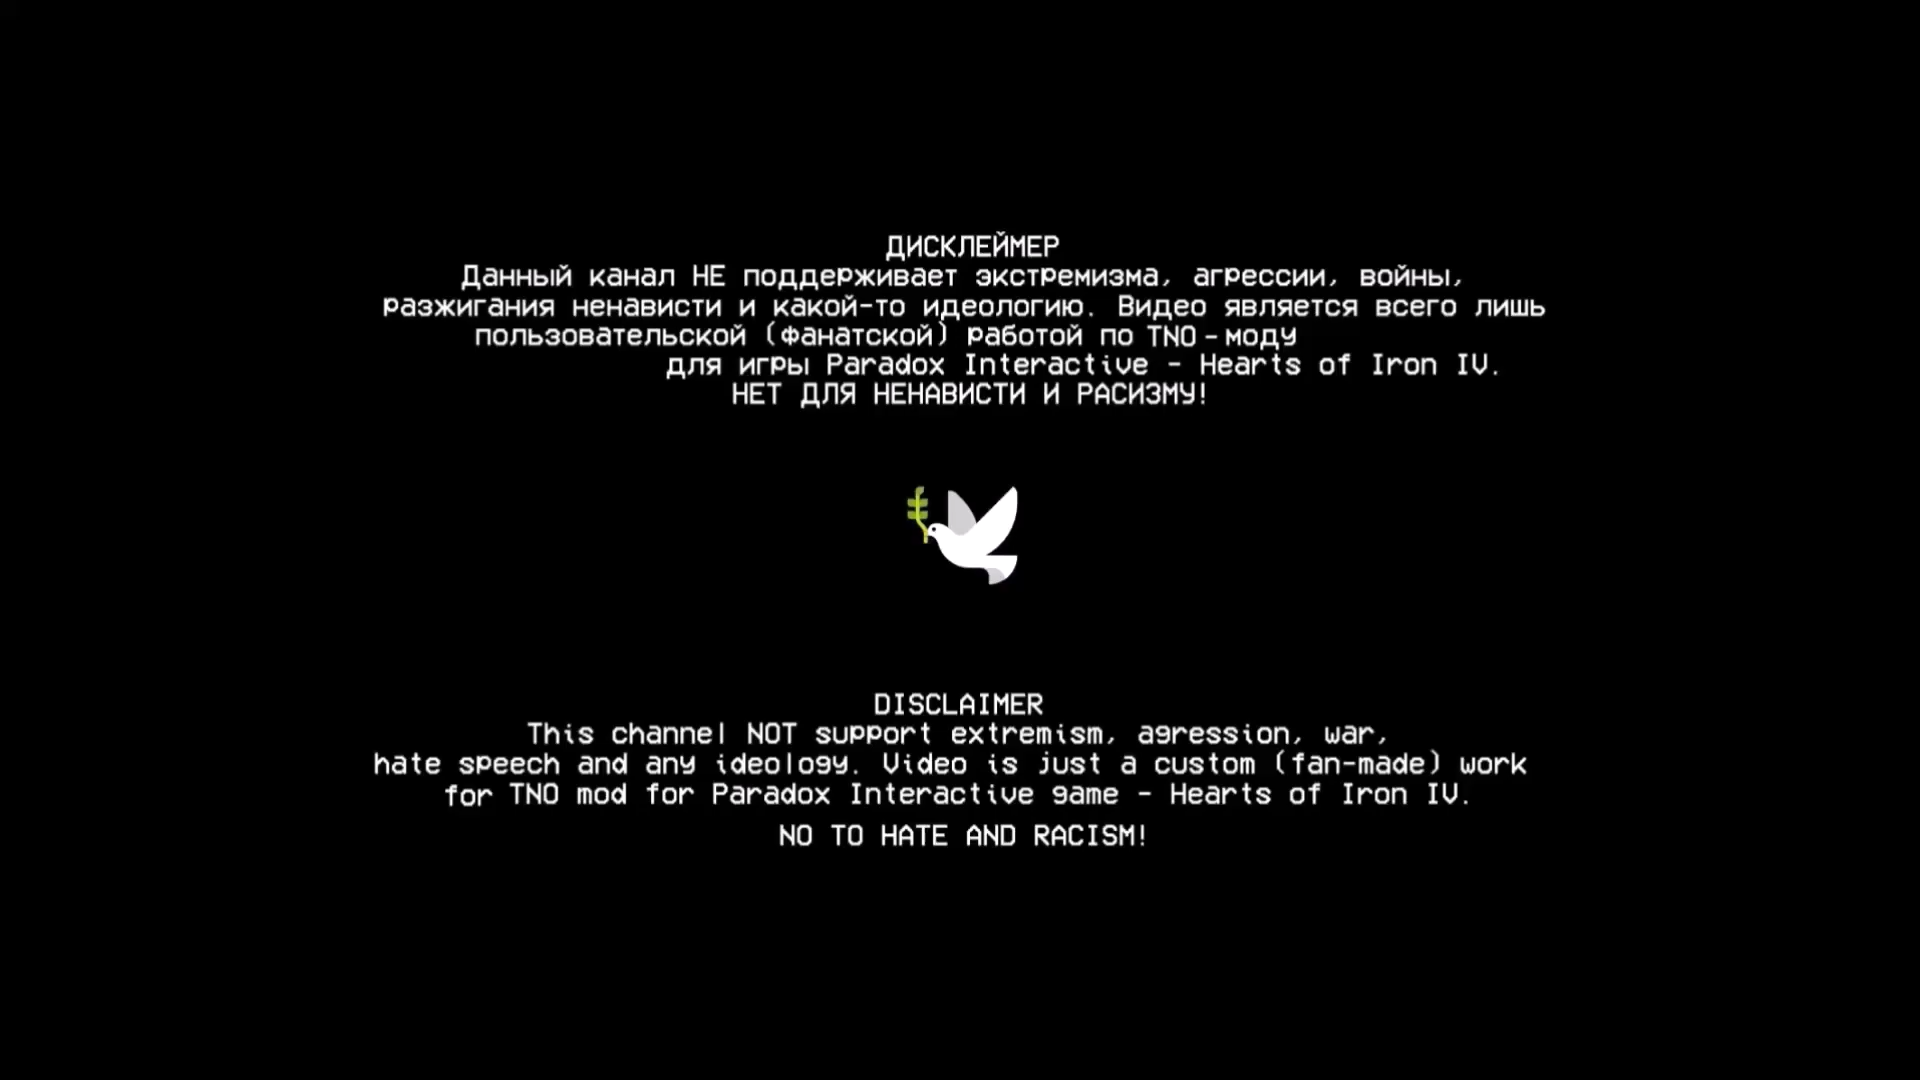 ДИСКЛЕЙМЕР
Данный канал НЕ поддерживает экстремизма, агрессии, войны,
разжигания ненависти и какой-то идеологию. Видео является всего лишь
пользовательской (фанатской) работой по TNO-моду
для игры Paradox Interactive - Hearts of Iron IV.
НЕТ ДЛЯ НЕНАВИСТИ И РАСИЗМУ!
DISCLAIMER
This channel NOT support extremism, agression, war,
hate speech and any ideology. Video is just a custom (fan-made) work
for TNO mod for Paradox Interactive game - Hearts of Iron IV.
NO TO HATE AND RACISM!